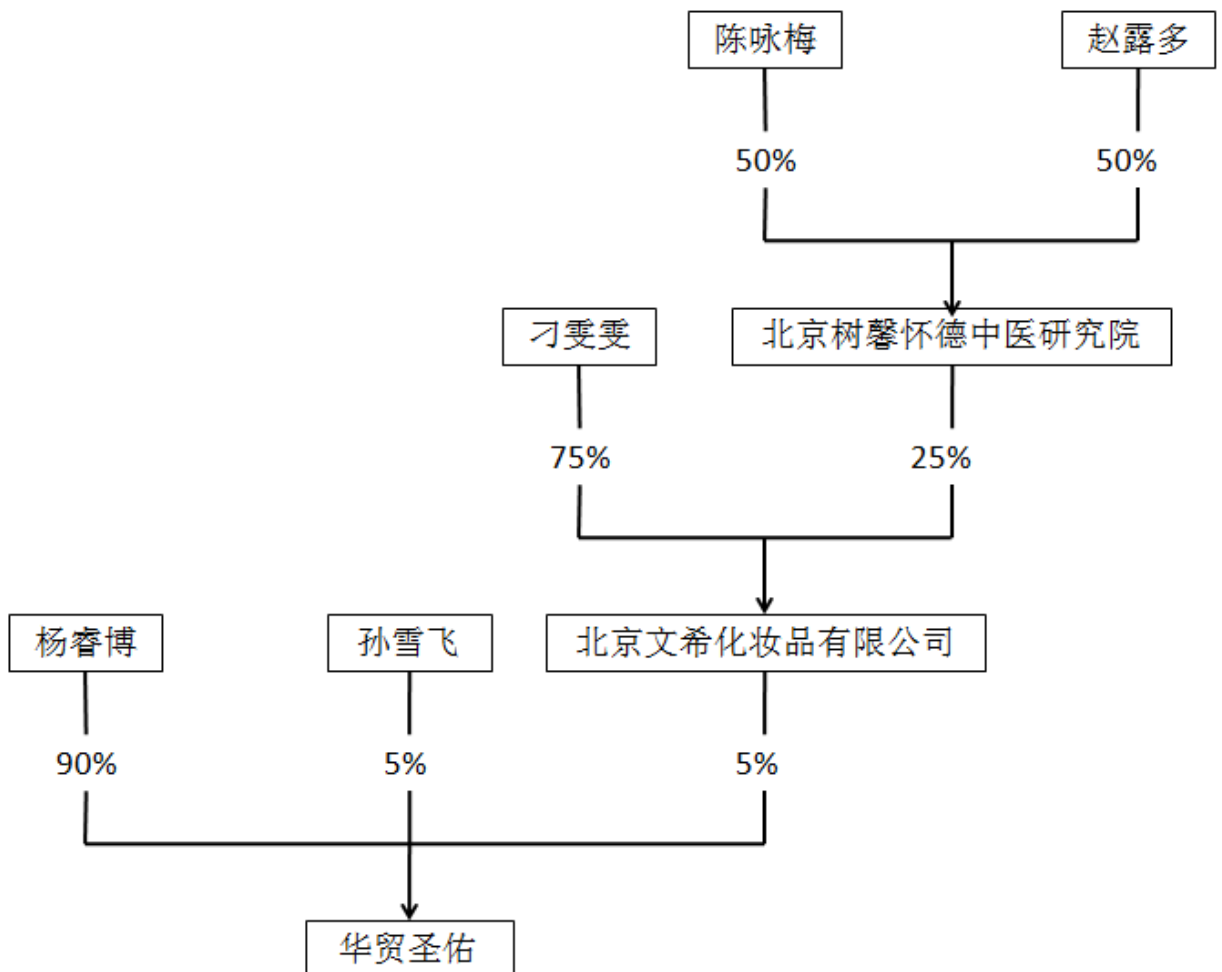 陈咏梅 赵露多
50% 50%
刁雯雯 北京树馨怀德中医研究院
75% 25%
杨睿博 孙雪飞 北京文希化妆品有限公司
90% 5% 5%
华贸圣佑